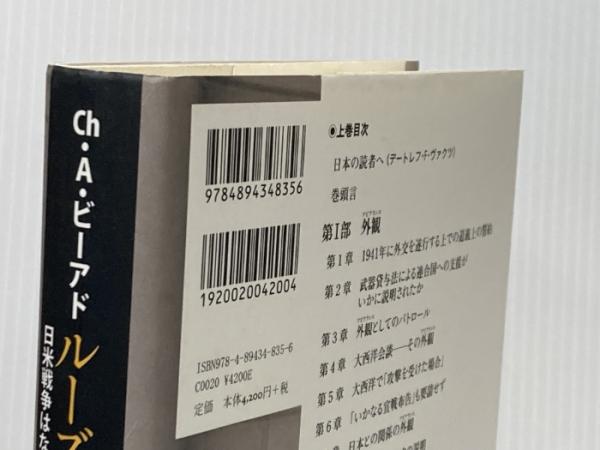 Ch・A・ビーアド
ルーズ
日米戦争はな
9784894348356
1920020042004
ISBN978-4-89434-835-6
C0020 ¥4200E
定価 本体4,200円+税
●上巻目次
日本の読者へ(デートレフ・F・ヴァクツ)
巻頭言
アピアランス
第Ⅰ部 外観
第1章 1941年に外交を遂行する上での道義上の
第2章 武器貸与法による連合国への支援が
いかに説明されたか
アピアランス
第3章 外観としてのパトロール
アピアランス
第4章 大西洋会談――その外観
第5章 大西洋で「攻撃を受けた場合」
第6章 「いかなる宣戦布告」も要請せず
アピアランス
日本との関係の外観